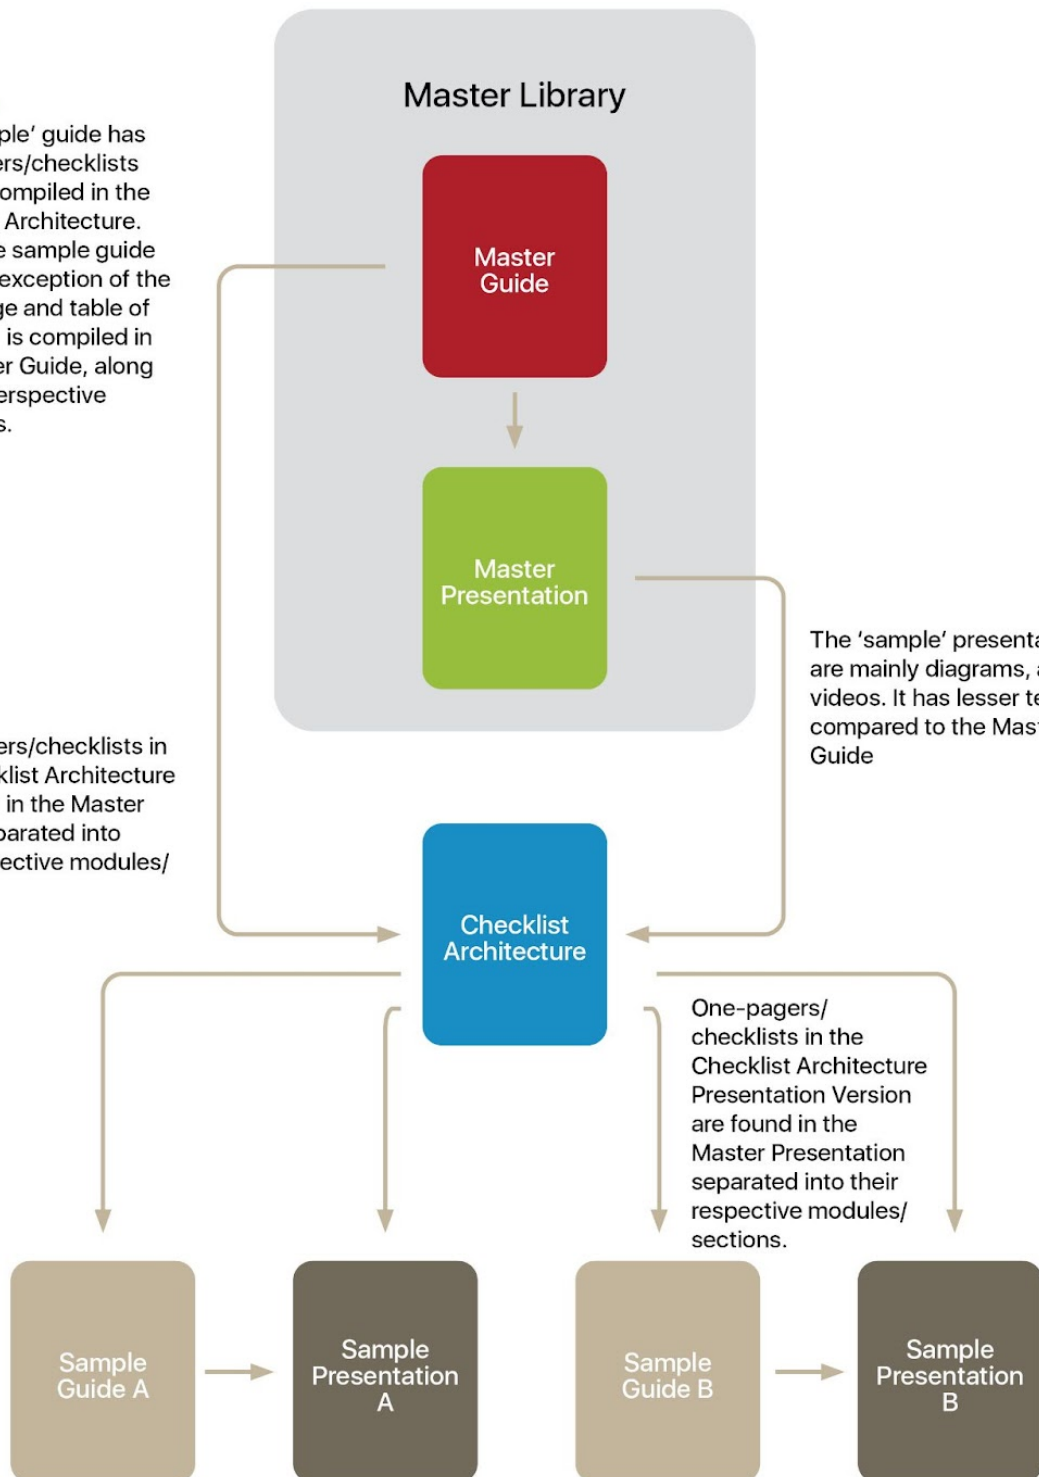 Master Library
ple‘ guide has
ers/checklists
compiled in the
Architecture.
e sample guide
exception of the
ge and table of
is compiled in
er Guide, along
erspective
s.
Master
Guide
Master
Presentation
The ‘sample’ presenta
are mainly diagrams, a
videos. It has lesser te
compared to the Mast
Guide
ers/checklists in
klist Architecture
in the Master
parated into
pective modules/
Checklist
Architecture
One-pagers/
checklists in the
Checklist Architecture
Presentation Version
are found in the
Master Presentation
separated into their
respective modules/
sections.
Sample
Guide A
Sample
Presentation
A
Sample
Guide B
Sample
Presentation
B